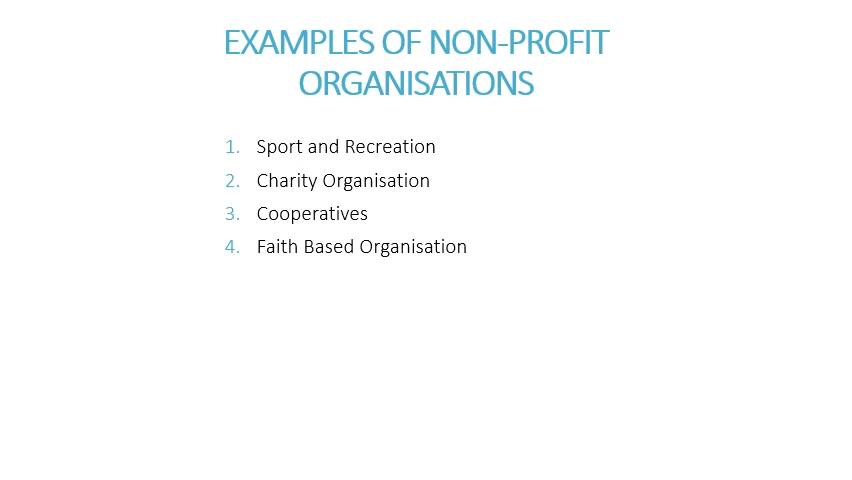 EXAMPLES OF NON-PROFIT
ORGANISATIONS
1. Sport and Recreation
2. Charity Organisation
3. Cooperatives
4. Faith Based Organisation